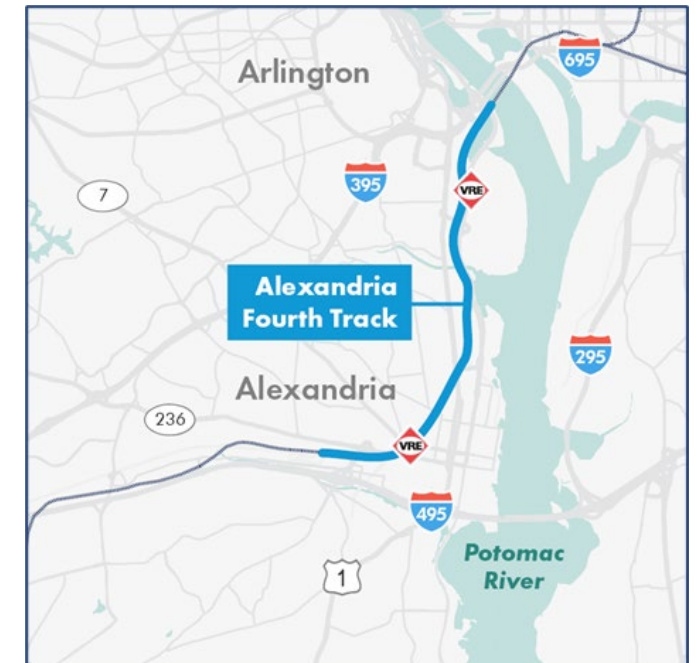 Arlington
695
395
7
VRE
Alexandria
Fourth Track
295
Alexandria
236
VRE
495
Potomac
River
1